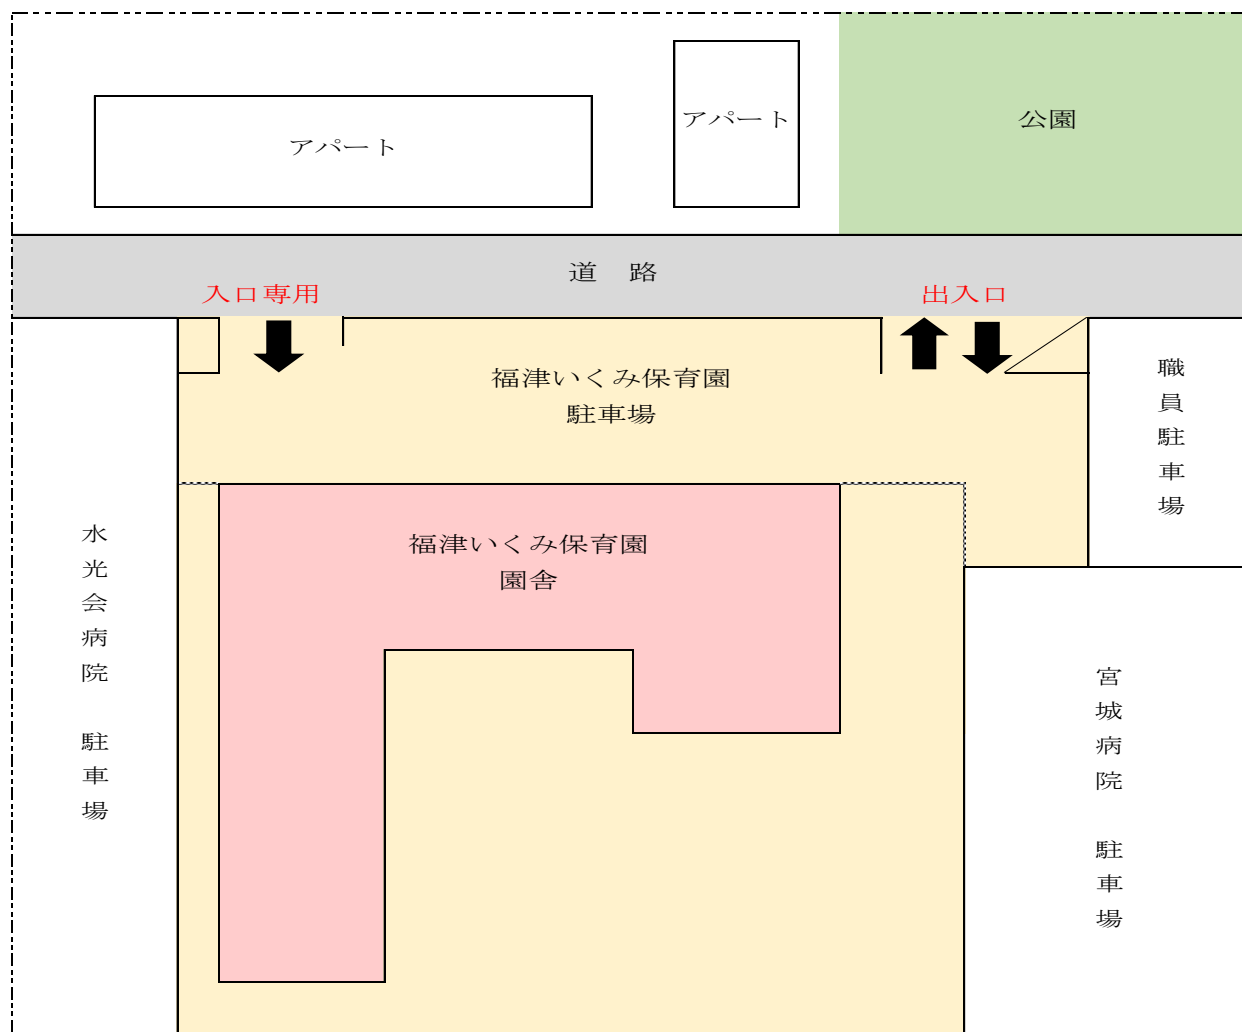 アパート
アパート
公園
道　路
入口専用
出入口
福津いくみ保育園
駐車場
職員駐車場
福津いくみ保育園
園舎
水光会病院　駐車場
宮城病院　駐車場